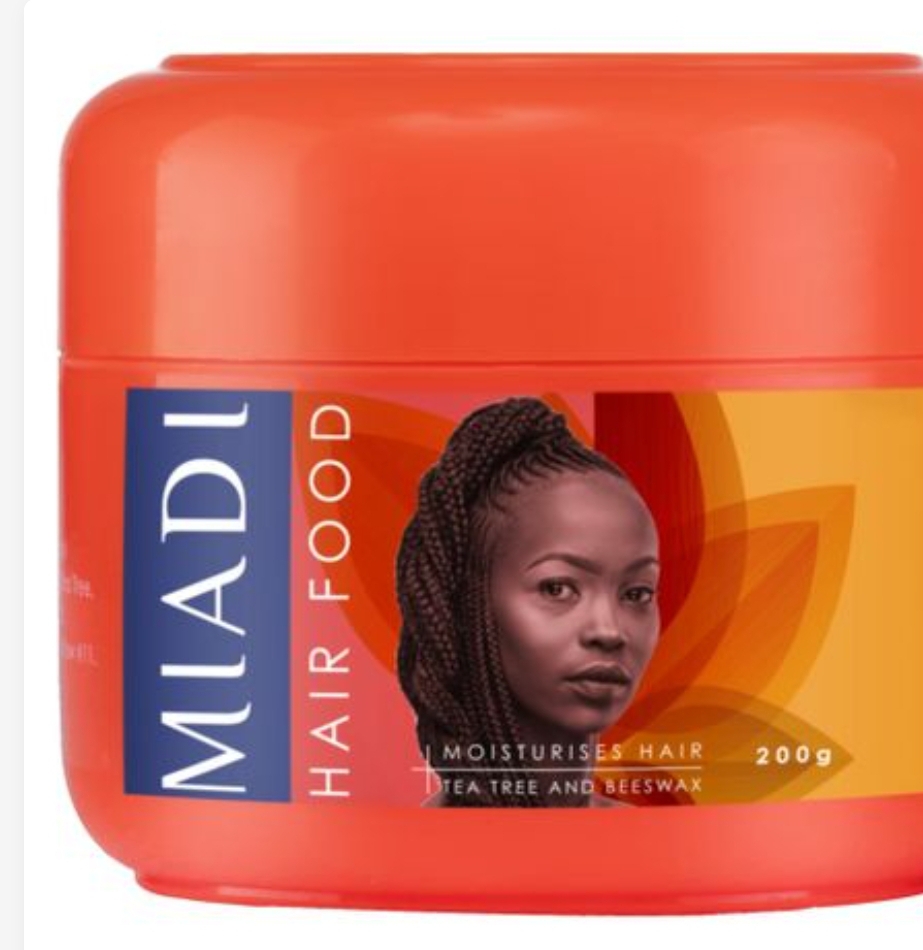 MIADI
HAIR FOOD
MOISTURISES HAIR
TEA TREE AND BEESWAX
200g